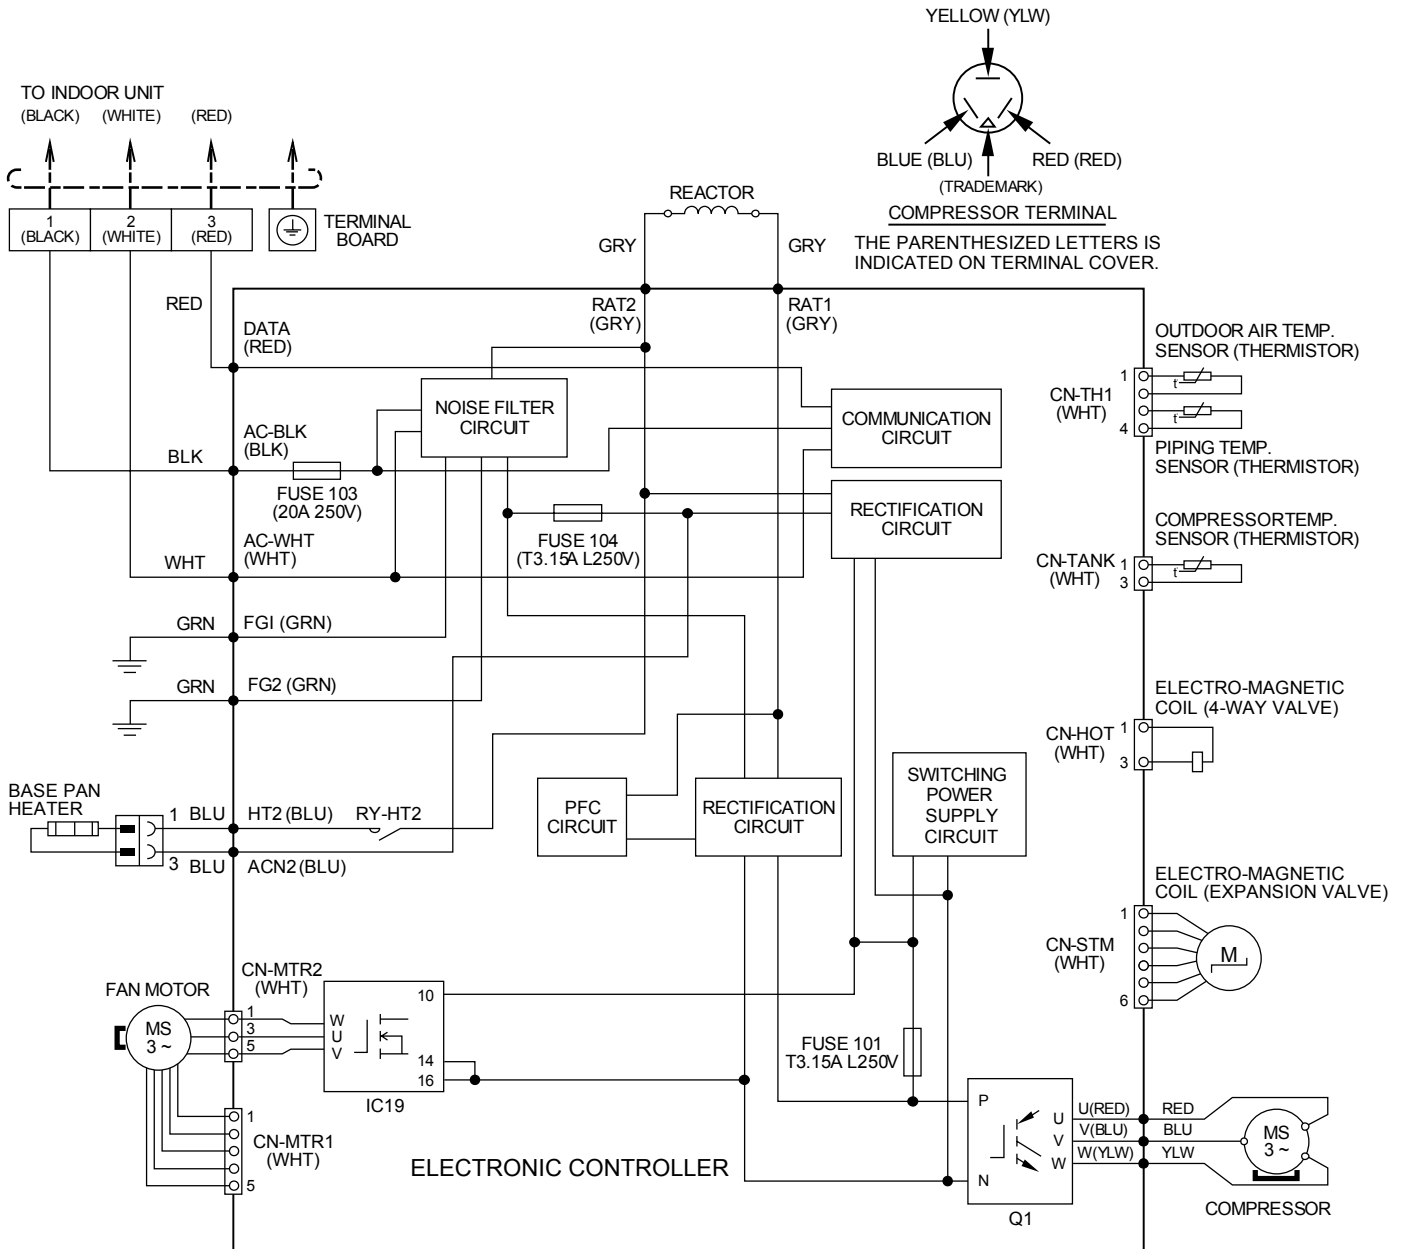 YELLOW (YLW)
BLUE (BLU)
RED (RED)
(TRADEMARK)
COMPRESSOR TERMINAL
THE PARENTHESIZED LETTERS IS
INDICATED ON TERMINAL COVER.
TO INDOOR UNIT
(BLACK)
(WHITE)
(RED)
1
(BLACK)
2
(WHITE)
3
(RED)
TERMINAL
BOARD
REACTOR
GRY
GRY
RAT2
(GRY)
RAT1
(GRY)
RED
DATA
(RED)
NOISE FILTER
CIRCUIT
COMMUNICATION
CIRCUIT
AC-BLK
(BLK)
BLK
FUSE 103
(20A 250V)
FUSE 104
(T3.15A L250V)
RECTIFICATION
CIRCUIT
AC-WHT
(WHT)
WHT
GRN
FGI (GRN)
GRN
FG2 (GRN)
OUTDOOR AIR TEMP.
SENSOR (THERMISTOR)
CN-TH1
(WHT)
1
4
t
t
PIPING TEMP.
SENSOR (THERMISTOR)
COMPRESSORTEMP.
SENSOR (THERMISTOR)
CN-TANK
(WHT)
1
3
t
ELECTRO-MAGNETIC
COIL (4-WAY VALVE)
CN-HOT
(WHT)
1
3
BASE PAN
HEATER
1
BLU
HT2 (BLU)
RY-HT2
3
BLU
ACN2 (BLU)
PFC
CIRCUIT
RECTIFICATION
CIRCUIT
SWITCHING
POWER
SUPPLY
CIRCUIT
ELECTRO-MAGNETIC
COIL (EXPANSION VALVE)
CN-STM
(WHT)
1
6
M
FAN MOTOR
MS
3 ~
CN-MTR2
(WHT)
1
3
5
W
U
V
10
14
16
IC19
CN-MTR1
(WHT)
1
5
FUSE 101
T3.15A L250V
ELECTRONIC CONTROLLER
P
N
U
V
W
Q1
U(RED)
V(BLU)
W(YLW)
RED
BLU
YLW
MS
3 ~
COMPRESSOR